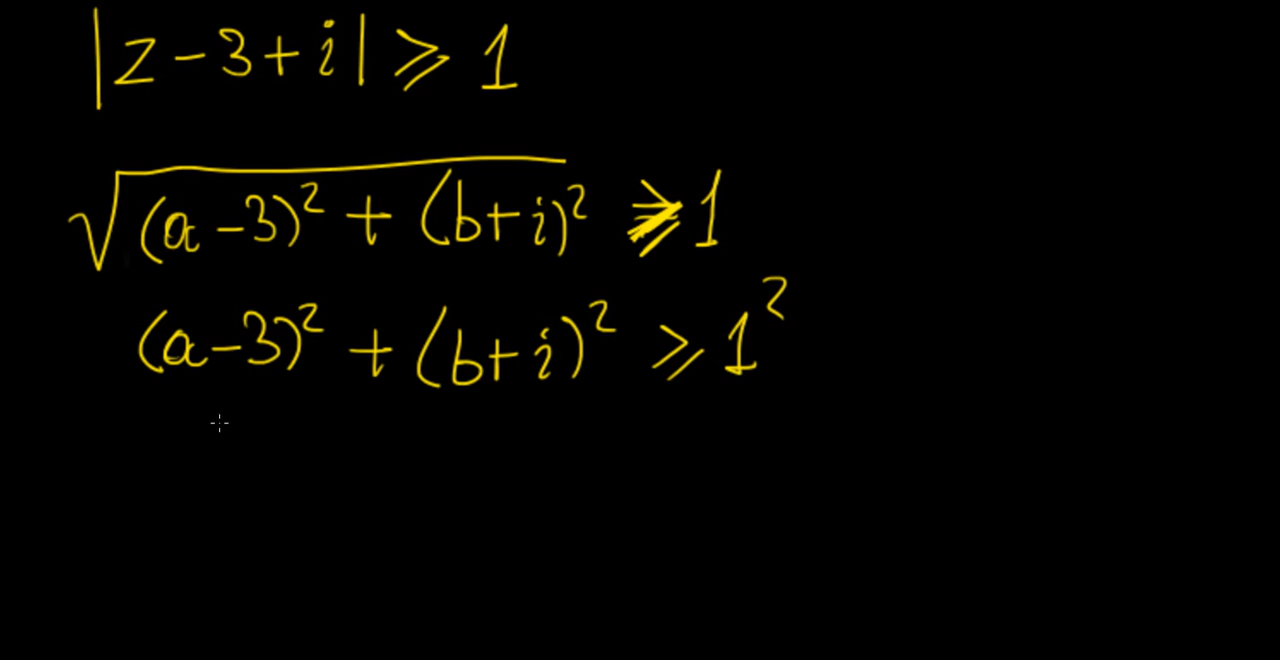 |z-3+i| ⩾ 1
√(a-3)² + (b+i)² ⩾ 1
(a-3)² + (b+i)² ⩾ 1²